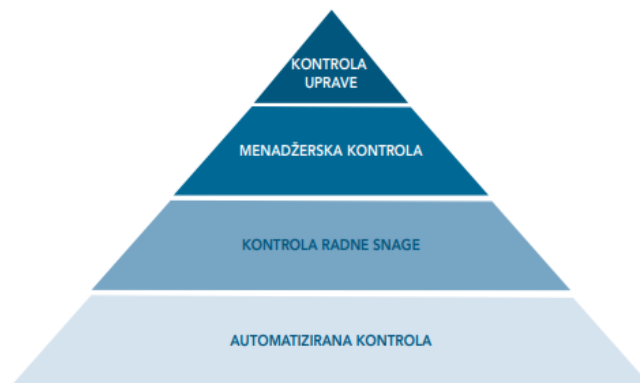 KONTROLA
UPRAVE
MENADŽERSKA KONTROLA
KONTROLA RADNE SNAGE
AUTOMATIZIRANA KONTROLA